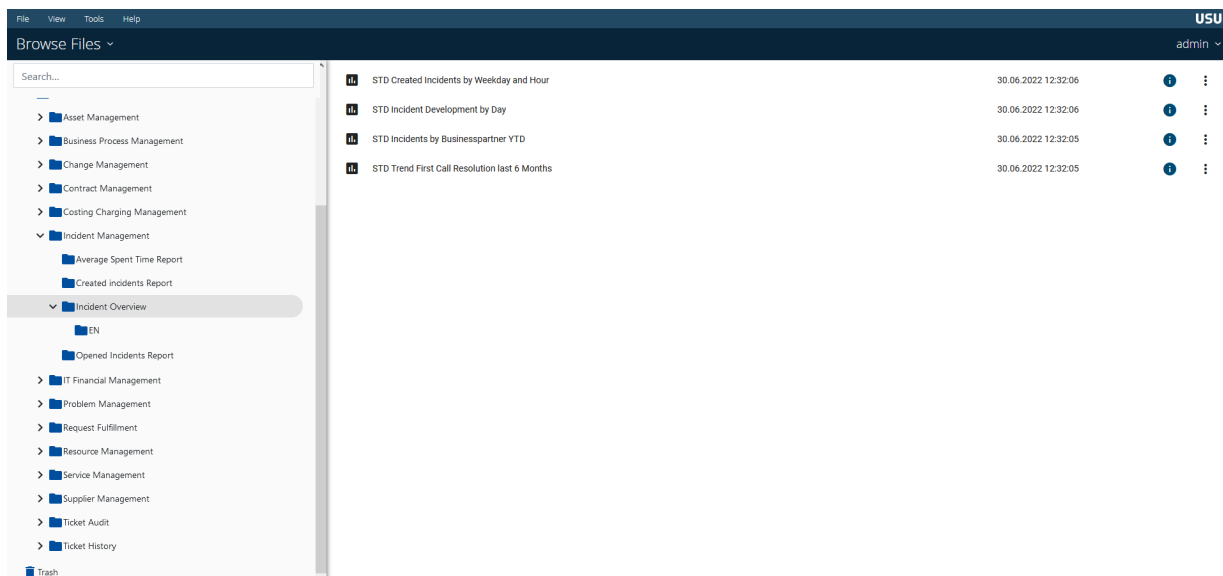 File View Tools Help
USU
Browse Files
admin
Search...
Asset Management
Business Process Management
Change Management
Contract Management
Costing Charging Management
Incident Management
Average Spent Time Report
Created incidents Report
Incident Overview
EN
Opened Incidents Report
IT Financial Management
Problem Management
Request Fulfillment
Resource Management
Service Management
Supplier Management
Ticket Audit
Ticket History
Trash
STD Created Incidents by Weekday and Hour 30.06.2022 12:32:06
STD Incident Development by Day 30.06.2022 12:32:06
STD Incidents by Businesspartner YTD 30.06.2022 12:32:05
STD Trend First Call Resolution last 6 Months 30.06.2022 12:32:05